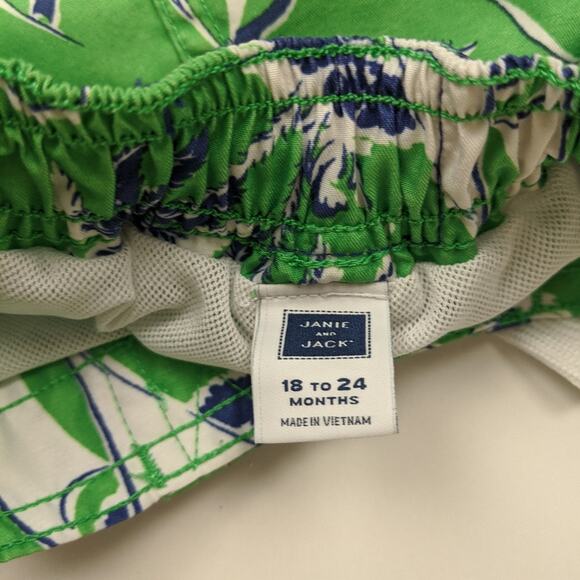 JANIE
AND
JACK
18 TO 24
MONTHS
MADE IN VIETNAM